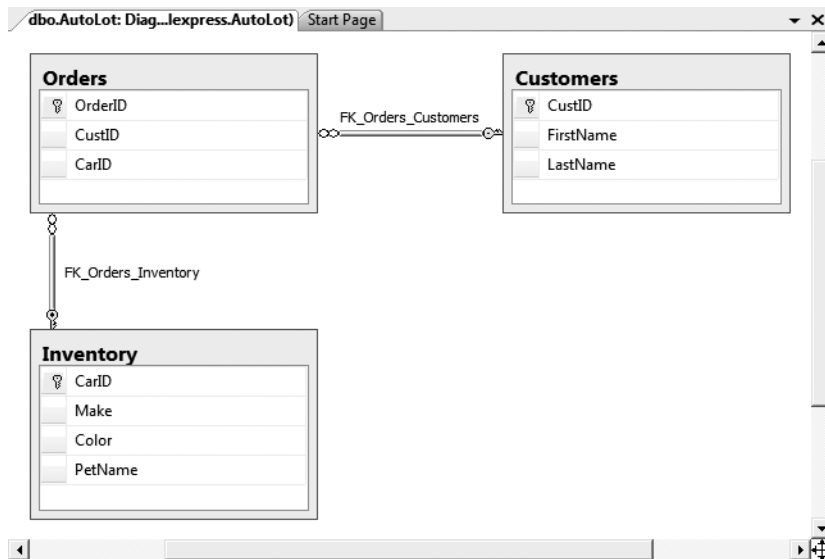 dbo.AutoLot: Diag...lexpress.AutoLot)
Start Page
Orders
OrderID
CustID
CarID
FK_Orders_Customers
Customers
CustID
FirstName
LastName
FK_Orders_Inventory
Inventory
CarID
Make
Color
PetName